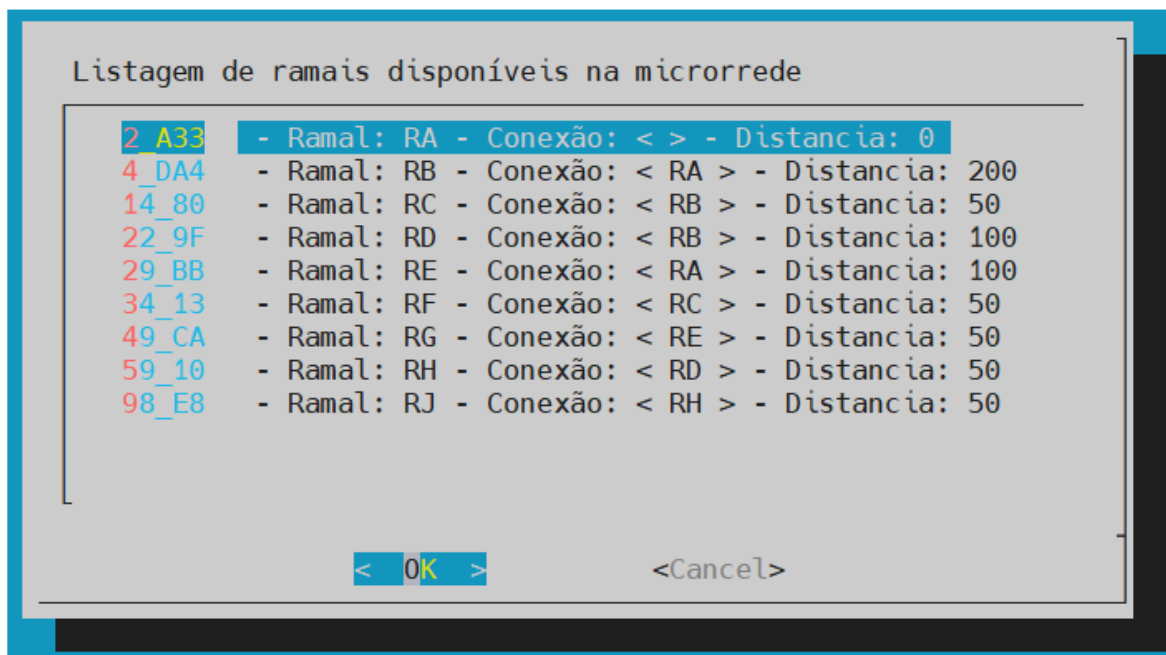 Listagem de ramais disponíveis na microrrede
2_A33 - Ramal: RA - Conexão: < > - Distancia: 0
4_DA4 - Ramal: RB - Conexão: < RA > - Distancia: 200
14_80 - Ramal: RC - Conexão: < RB > - Distancia: 50
22_9F - Ramal: RD - Conexão: < RB > - Distancia: 100
29_BB - Ramal: RE - Conexão: < RA > - Distancia: 100
34_13 - Ramal: RF - Conexão: < RC > - Distancia: 50
49_CA - Ramal: RG - Conexão: < RE > - Distancia: 50
59_10 - Ramal: RH - Conexão: < RD > - Distancia: 50
98_E8 - Ramal: RJ - Conexão: < RH > - Distancia: 50
< OK > <Cancel>